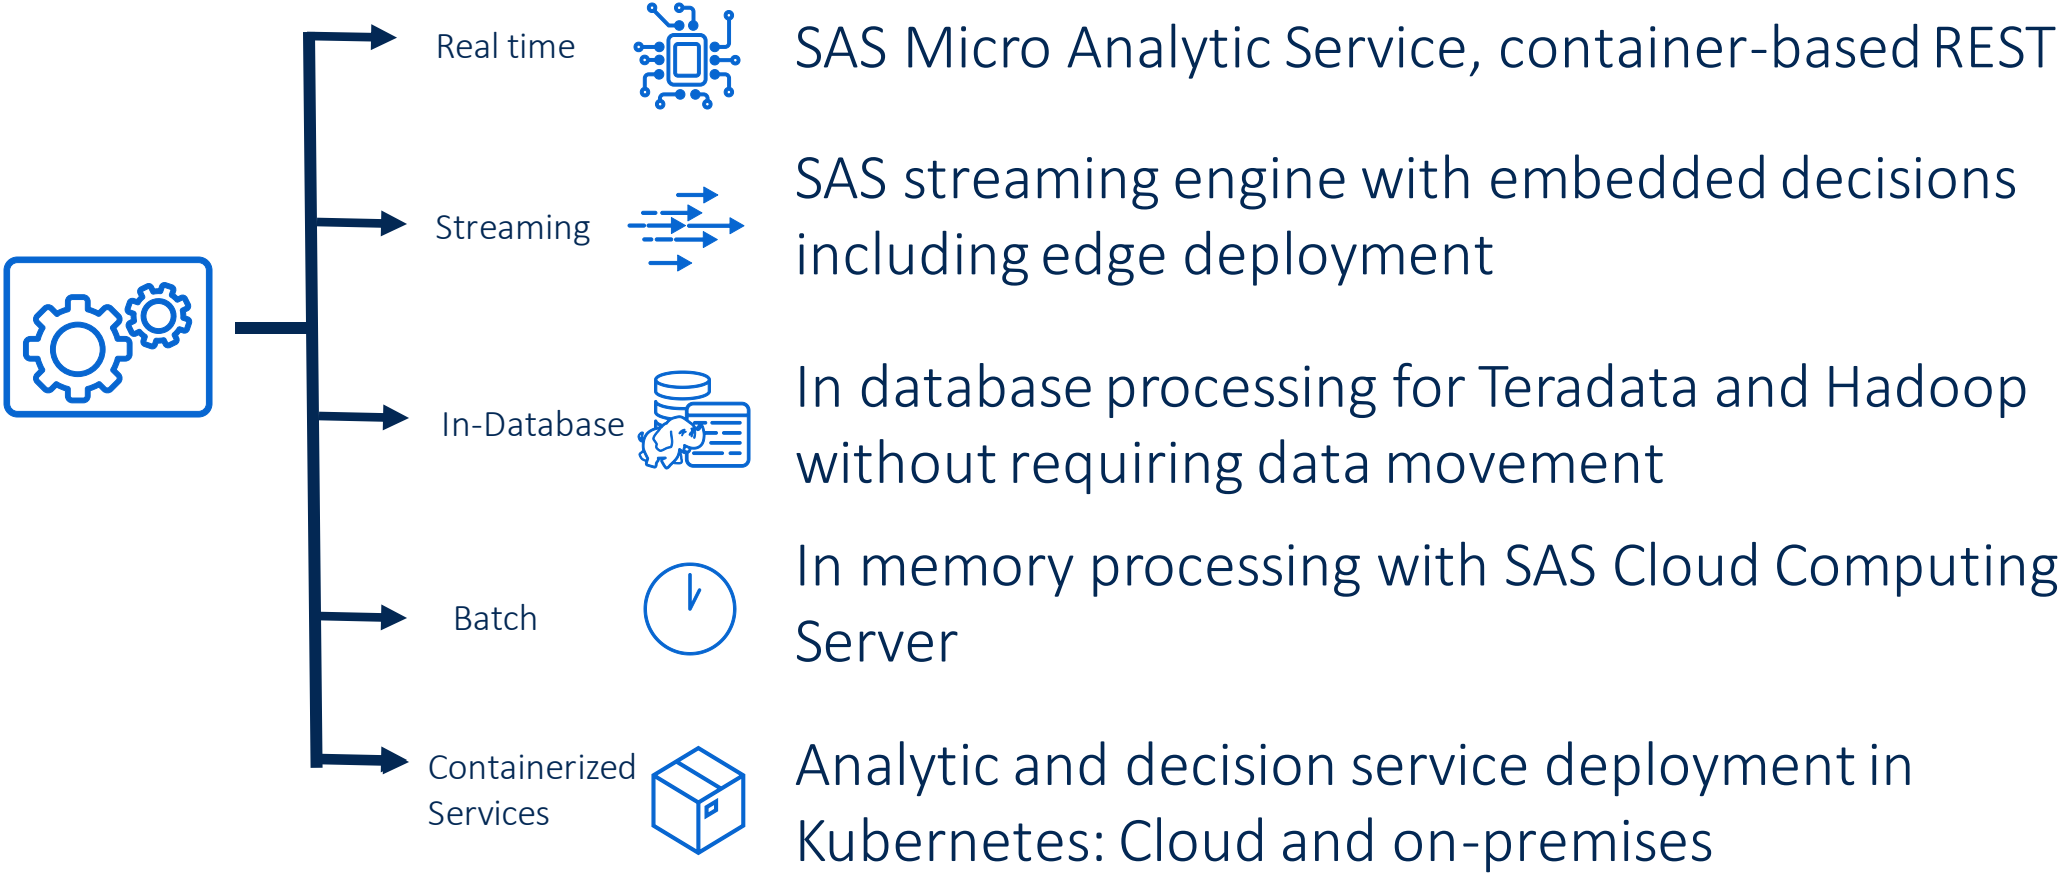 Real time
SAS Micro Analytic Service, container-based REST
Streaming
SAS streaming engine with embedded decisions
including edge deployment
In-Database
In database processing for Teradata and Hadoop
without requiring data movement
Batch
In memory processing with SAS Cloud Computing
Server
Containerized
Services
Analytic and decision service deployment in
Kubernetes: Cloud and on-premises